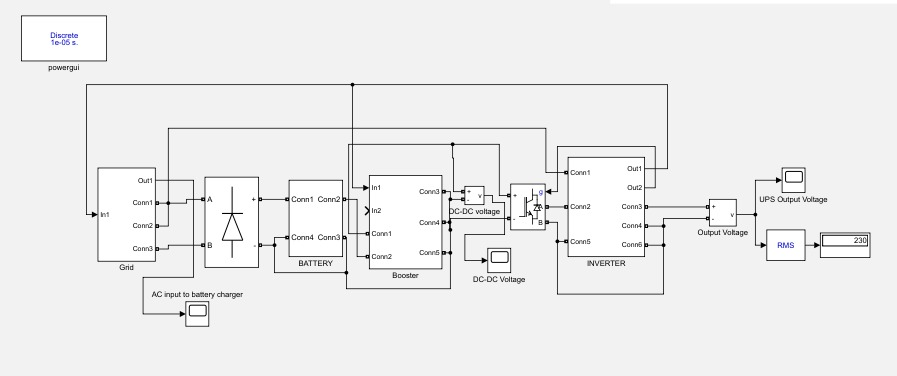 Discrete
1e-05 s.
powergui
In1
Out1
Conn1
Conn2
Conn3
Grid
A
B
+
-
Conn1 Conn2
Conn4 Conn3
BATTERY
In1
In2
Conn1
Conn2
Conn3
Conn4
Conn5
Booster
+
-
v
DC-DC voltage
DC-DC Voltage
g
+
-
A
B
Conn1
Conn2
Conn5
Out1
Out2
Conn3
Conn4
Conn6
INVERTER
+
-
v
Output Voltage
UPS Output Voltage
RMS
230
AC input to battery charger